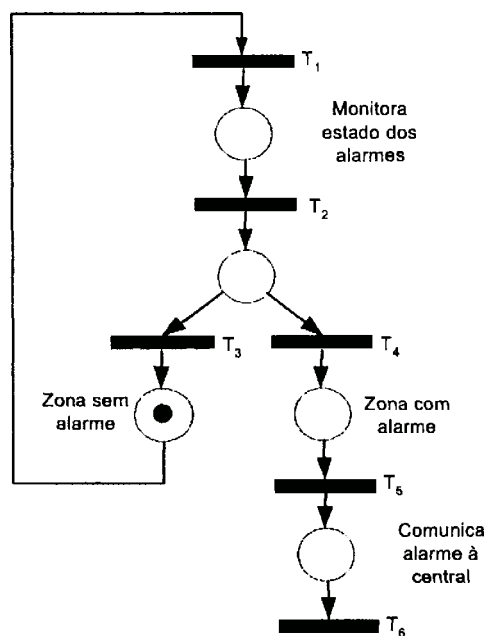 T1
Monitora
estado dos
alarmes
T2
T3
T4
Zona sem
alarme
Zona com
alarme
T5
Comunica
alarme à
central
T6